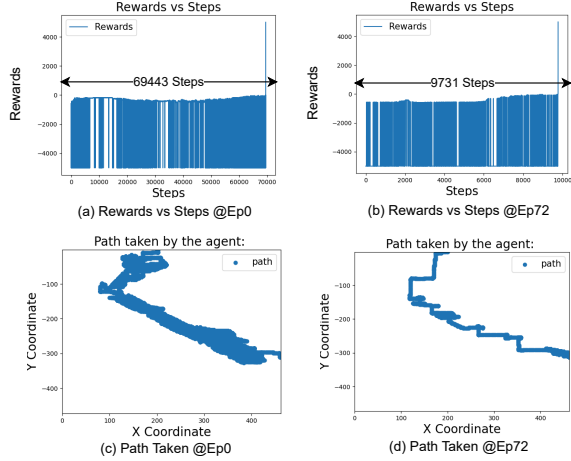 Rewards vs Steps
Rewards
4000
2000
0
−2000
−4000
Rewards
69443 Steps
0
10000
20000
30000
40000
50000
60000
70000
Steps
(a) Rewards vs Steps @Ep0
Rewards vs Steps
Rewards
4000
2000
0
−2000
−4000
Rewards
9731 Steps
0
2000
4000
6000
8000
10000
Steps
(b) Rewards vs Steps @Ep72
Path taken by the agent:
path
Y Coordinate
−100
−200
−300
−400
0
100
200
300
400
X Coordinate
(c) Path Taken @Ep0
Path taken by the agent:
path
Y Coordinate
−100
−200
−300
−400
0
100
200
300
400
X Coordinate
(d) Path Taken @Ep72